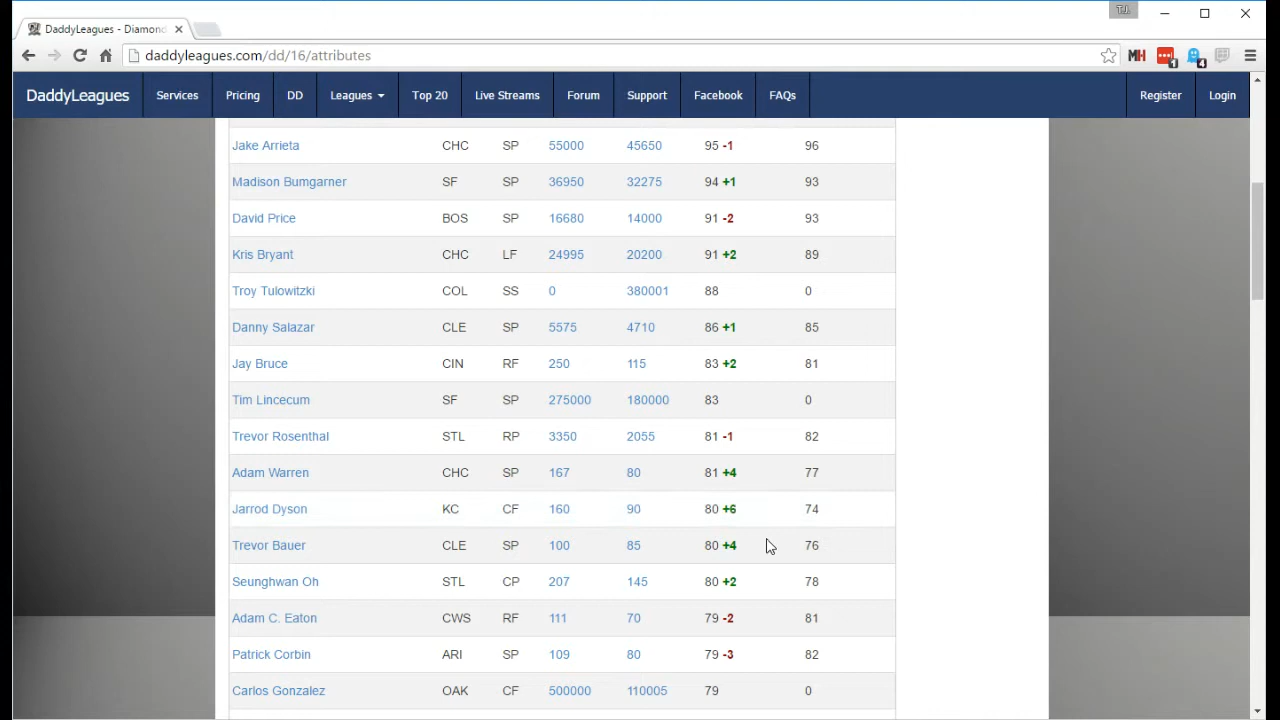 T.J.
DaddyLeagues - Diamond
daddyleagues.com/dd/16/attributes
MH 1 4
DaddyLeagues Services Pricing DD Leagues Top 20 Live Streams Forum Support Facebook FAQs Register Login
Jake Arrieta CHC SP 55000 45650 95 -1 96
Madison Bumgarner SF SP 36950 32275 94 +1 93
David Price BOS SP 16680 14000 91 -2 93
Kris Bryant CHC LF 24995 20200 91 +2 89
Troy Tulowitzki COL SS 0 380001 88 0
Danny Salazar CLE SP 5575 4710 86 +1 85
Jay Bruce CIN RF 250 115 83 +2 81
Tim Lincecum SF SP 275000 180000 83 0
Trevor Rosenthal STL RP 3350 2055 81 -1 82
Adam Warren CHC SP 167 80 81 +4 77
Jarrod Dyson KC CF 160 90 80 +6 74
Trevor Bauer CLE SP 100 85 80 +4 76
Seunghwan Oh STL CP 207 145 80 +2 78
Adam C. Eaton CWS RF 111 70 79 -2 81
Patrick Corbin ARI SP 109 80 79 -3 82
Carlos Gonzalez OAK CF 500000 110005 79 0